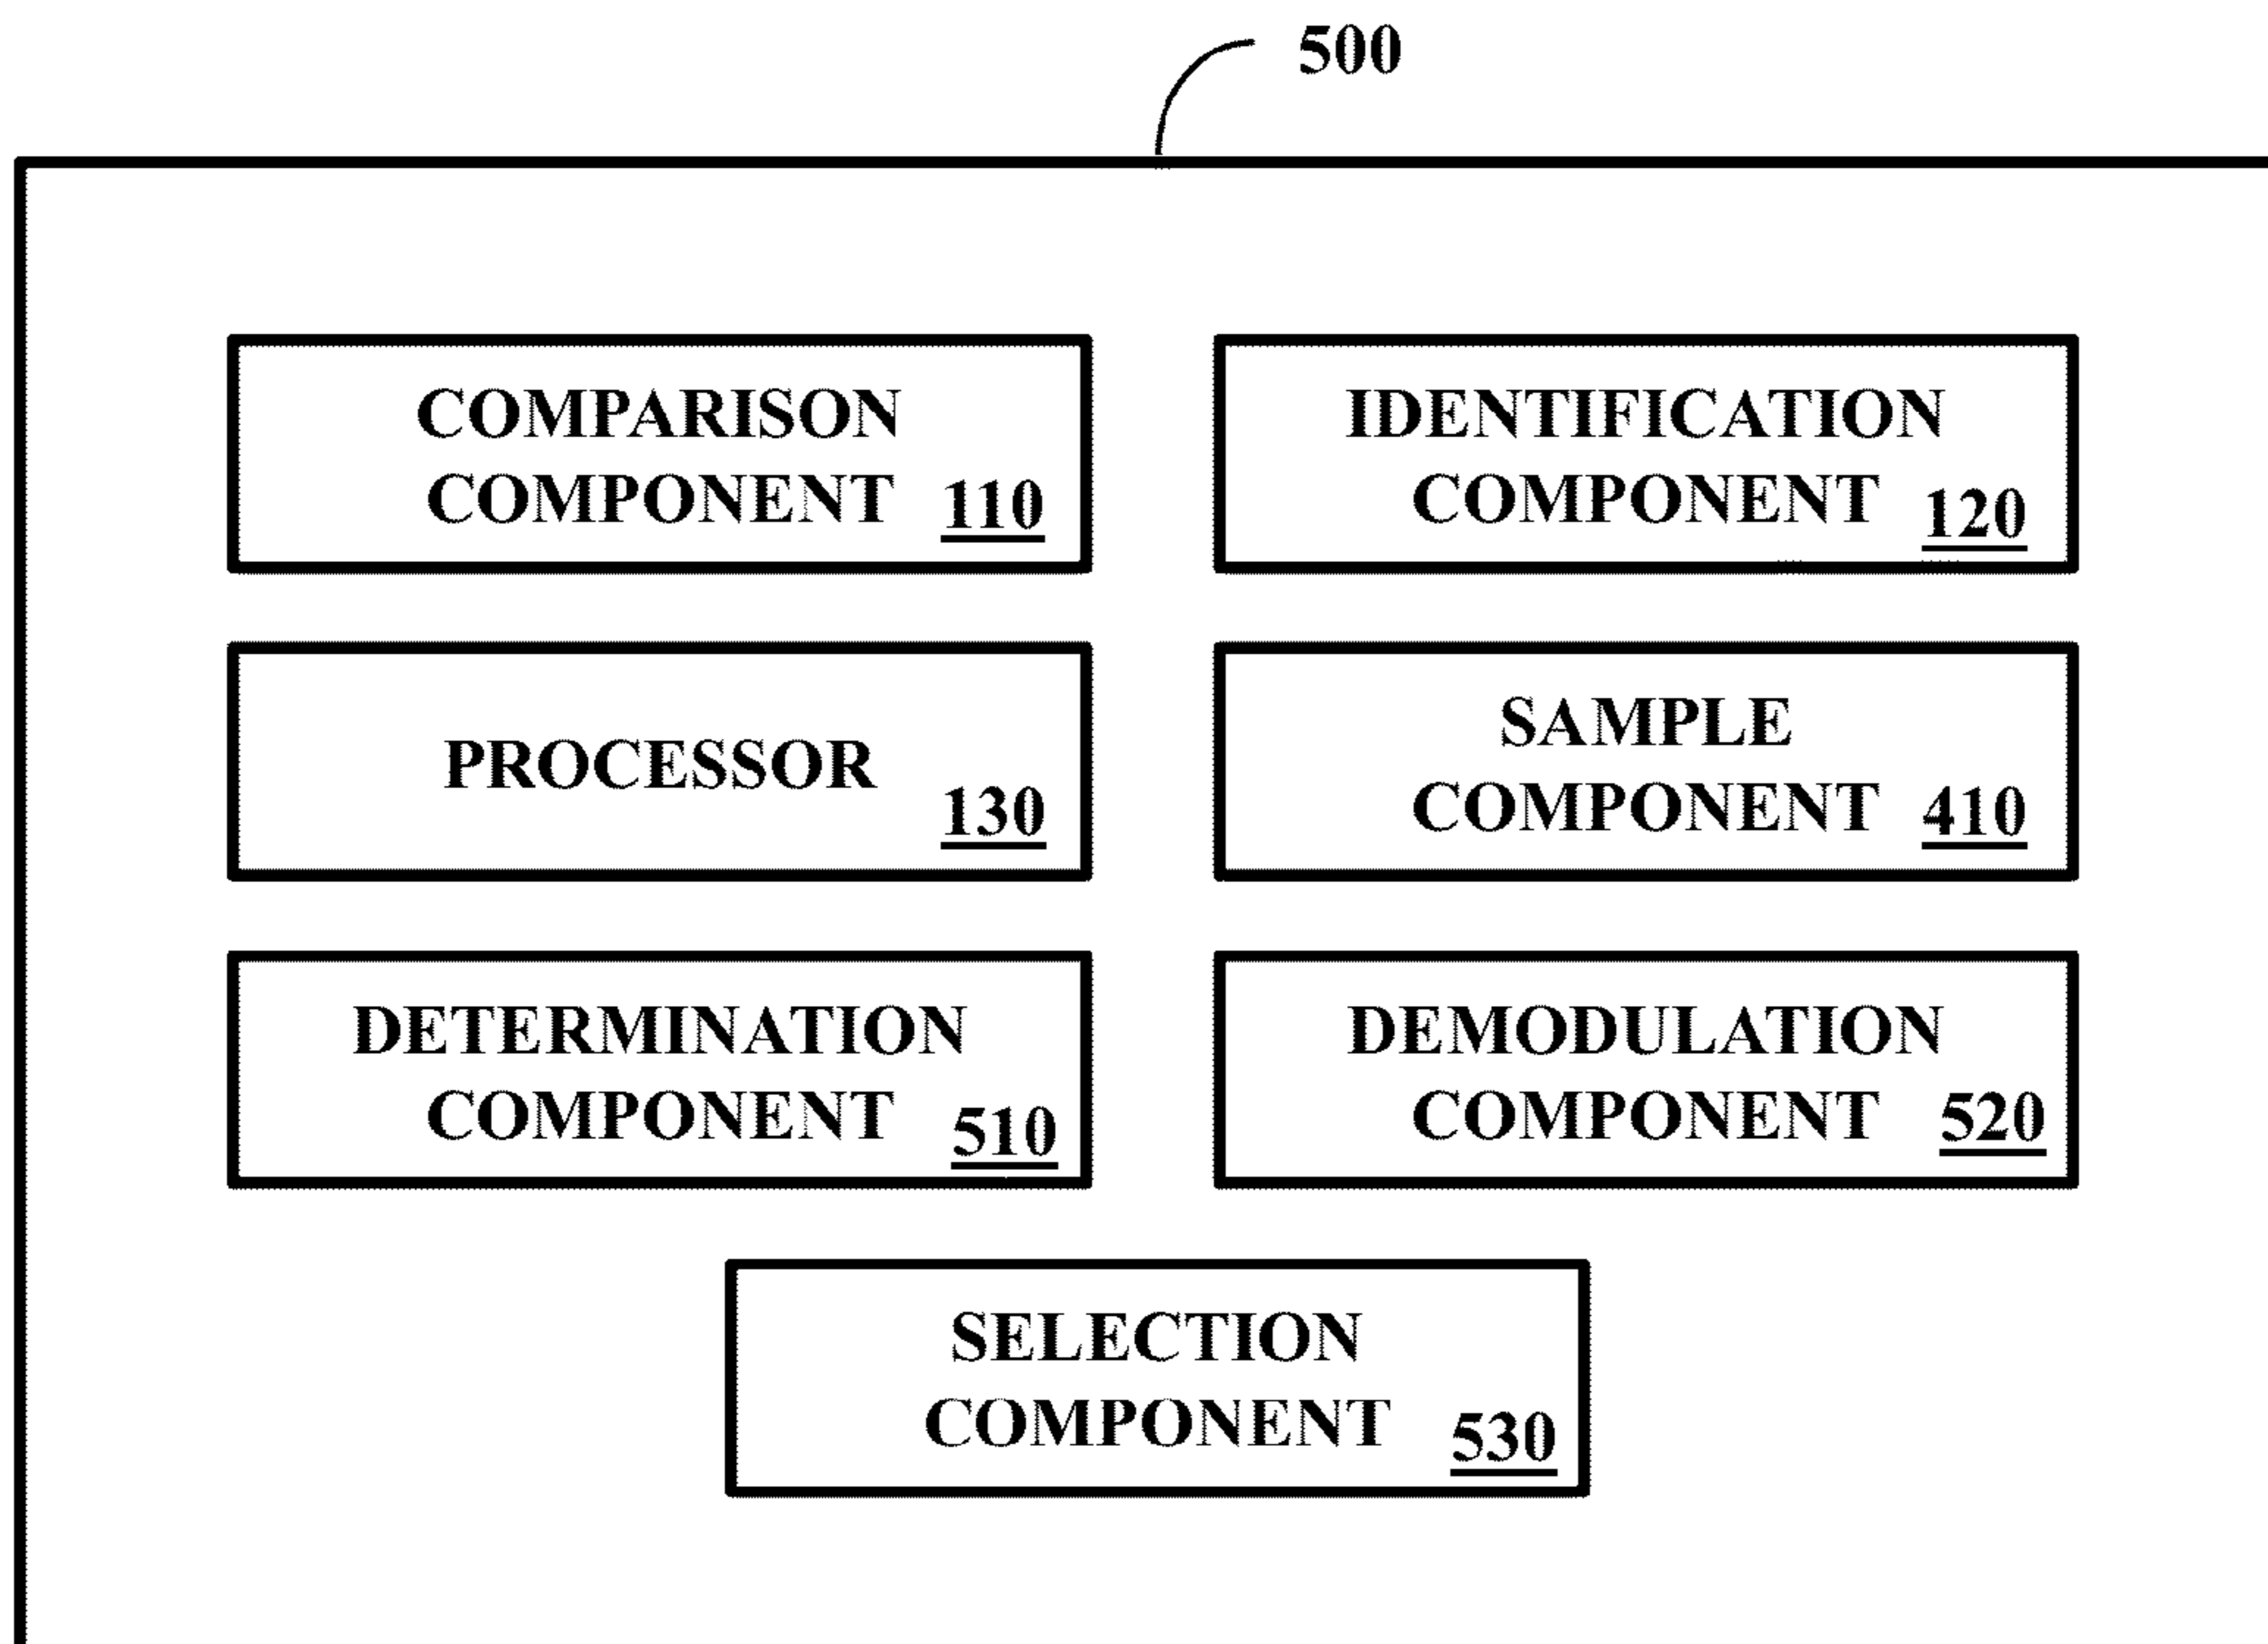 500
COMPARISON
COMPONENT 110
IDENTIFICATION
COMPONENT 120
PROCESSOR
130
SAMPLE
COMPONENT 410
DETERMINATION
COMPONENT 510
DEMODULATION
COMPONENT 520
SELECTION
COMPONENT 530